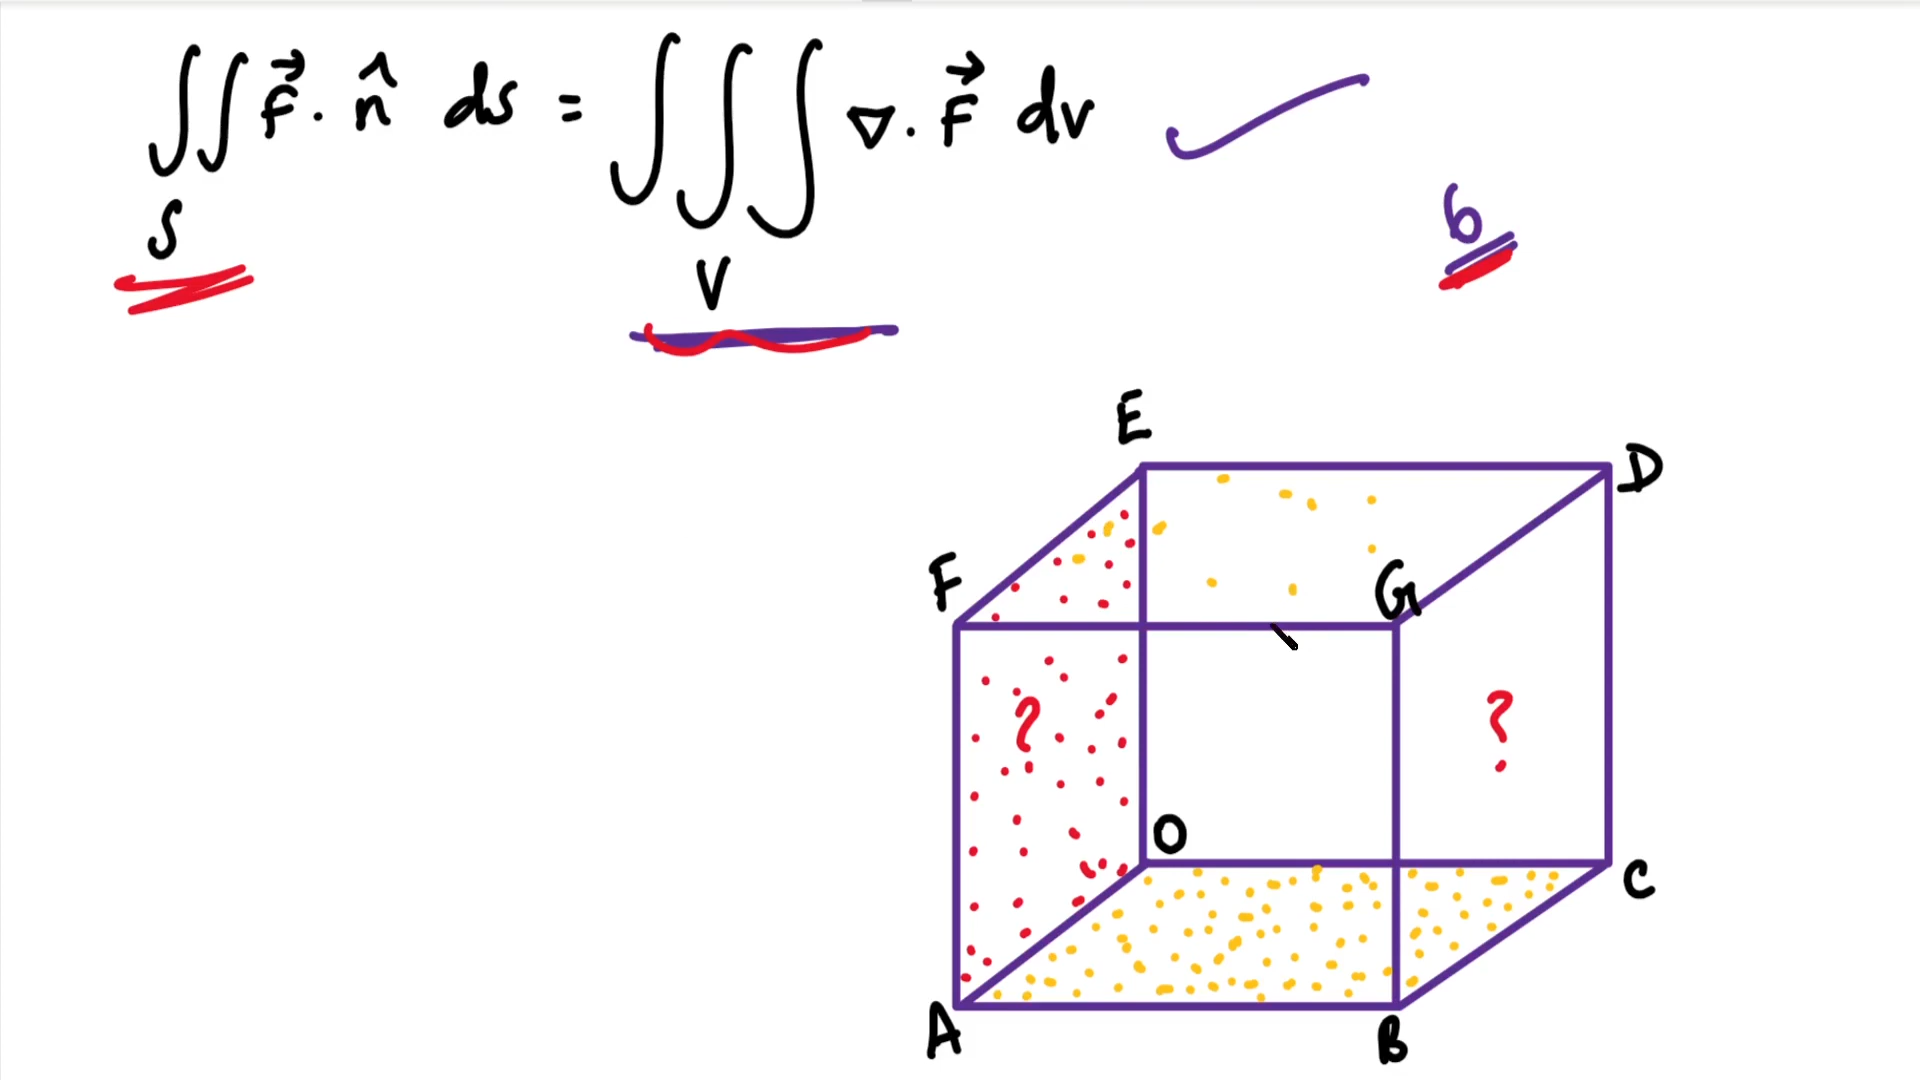 ∬ F⃗ . n̂ ds = ∭ ∇ . F⃗ dv
S
V
6
E
D
F
G
?
?
O
C
A
B